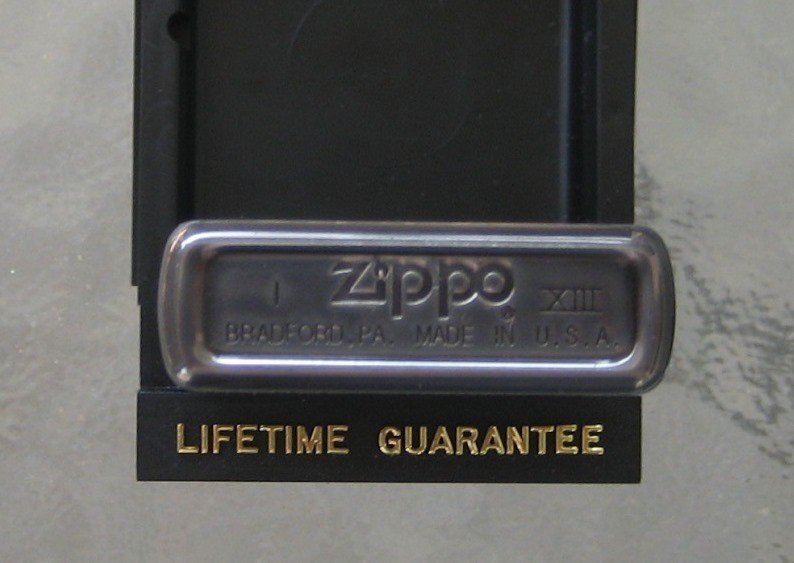 I Zippo ® XIII
BRADFORD, PA. MADE IN U.S.A.
LIFETIME GUARANTEE